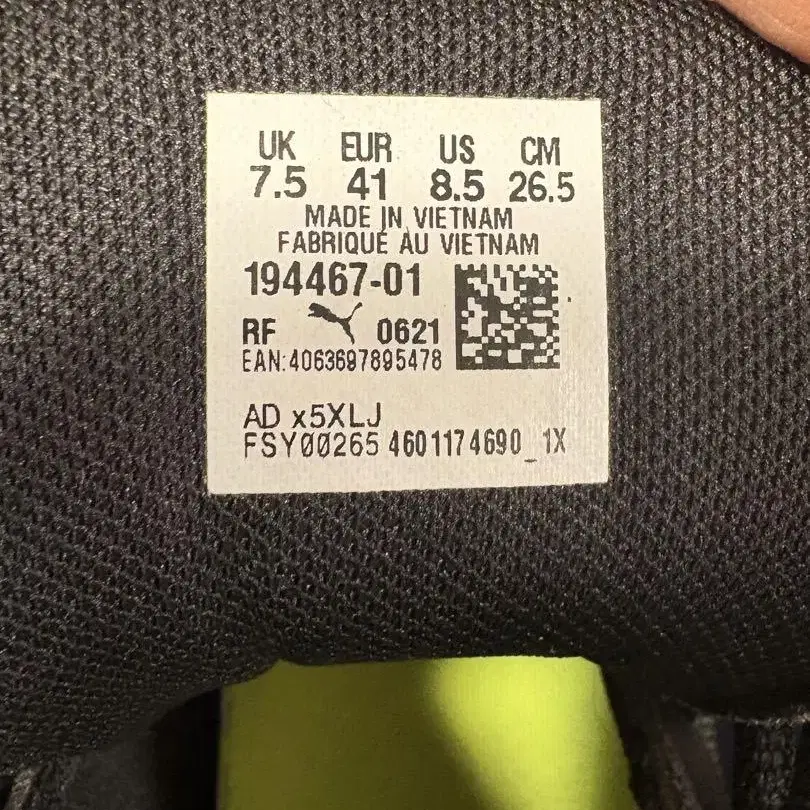 UK EUR US CM
7.5 41 8.5 26.5
MADE IN VIETNAM
FABRIQUE AU VIETNAM
194467-01
RF 0621
EAN:4063697895478
AD x5XLJ
FSY00265 4601174690_1X